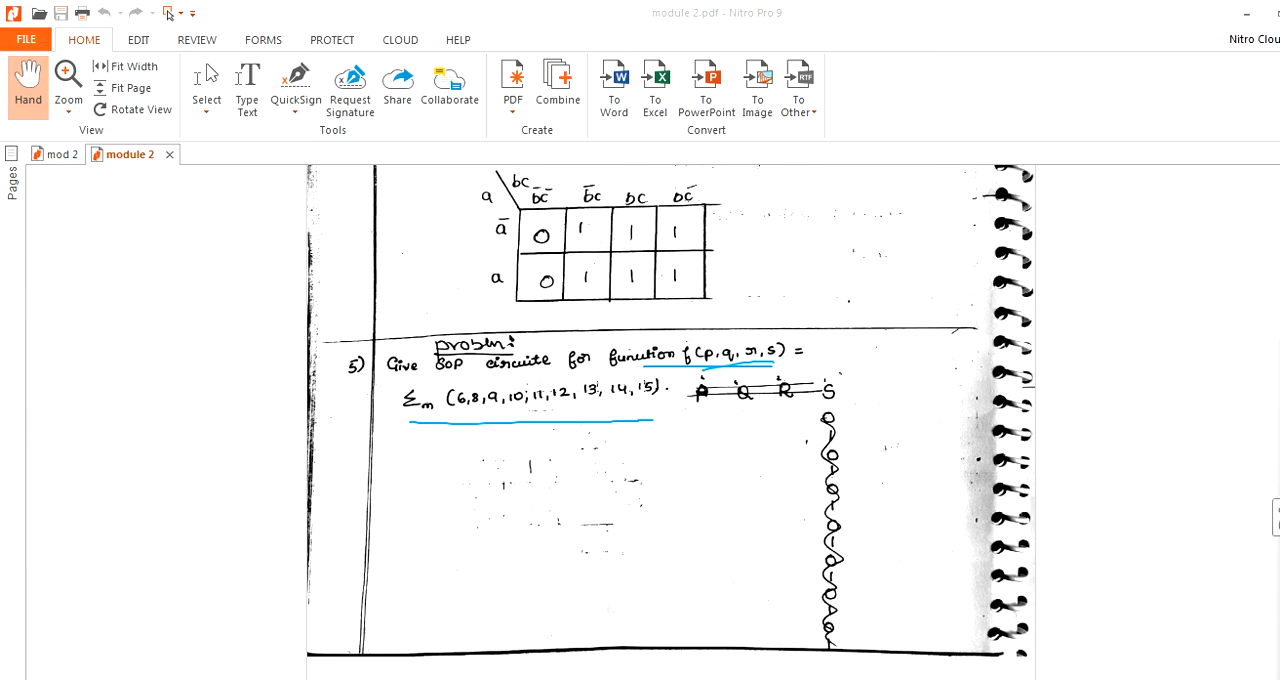 module 2.pdf - Nitro Pro 9
FILE HOME EDIT REVIEW FORMS PROTECT CLOUD HELP Nitro Clou
Hand
Zoom
Fit Width
Fit Page
Rotate View
View
Select
Type Text
QuickSign
Request Signature
Share
Collaborate
Tools
PDF
Combine
Create
To Word
To Excel
To PowerPoint
To Image
To Other
Convert
mod 2 module 2
Pages
bc
a b̄c̄ b̄c bc bc̄
ā 0 1 1 1
a 0 1 1 1
problem:
5) Give SOP circuite for function f(p,q,r,s) =
Σm (6,8,9,10,11,12,13,14,15). P Q R S